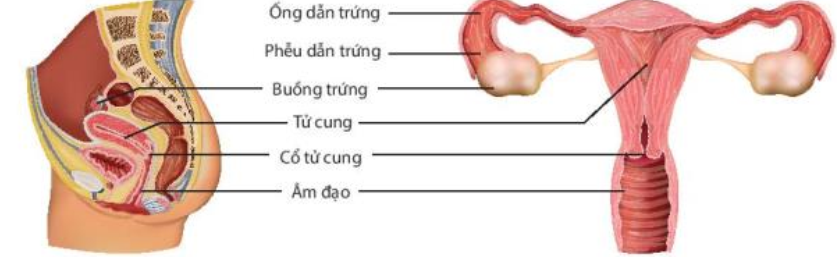 Ống dẫn trứng
Phễu dẫn trứng
Buồng trứng
Tử cung
Cổ tử cung
Âm đạo